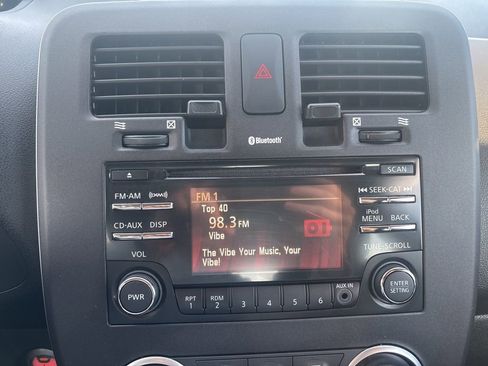 Bluetooth
SCAN
FM·AM
(XM)
SEEK·CAT
CD·AUX
DISP
iPod
MENU
BACK
VOL
TUNE·SCROLL
FM 1
Top 40
98.3 FM
Vibe
The Vibe Your Music, Your
Vibe!
PWR
RPT
1
RDM
2
3
4
5
6
AUX IN
ENTER
SETTING